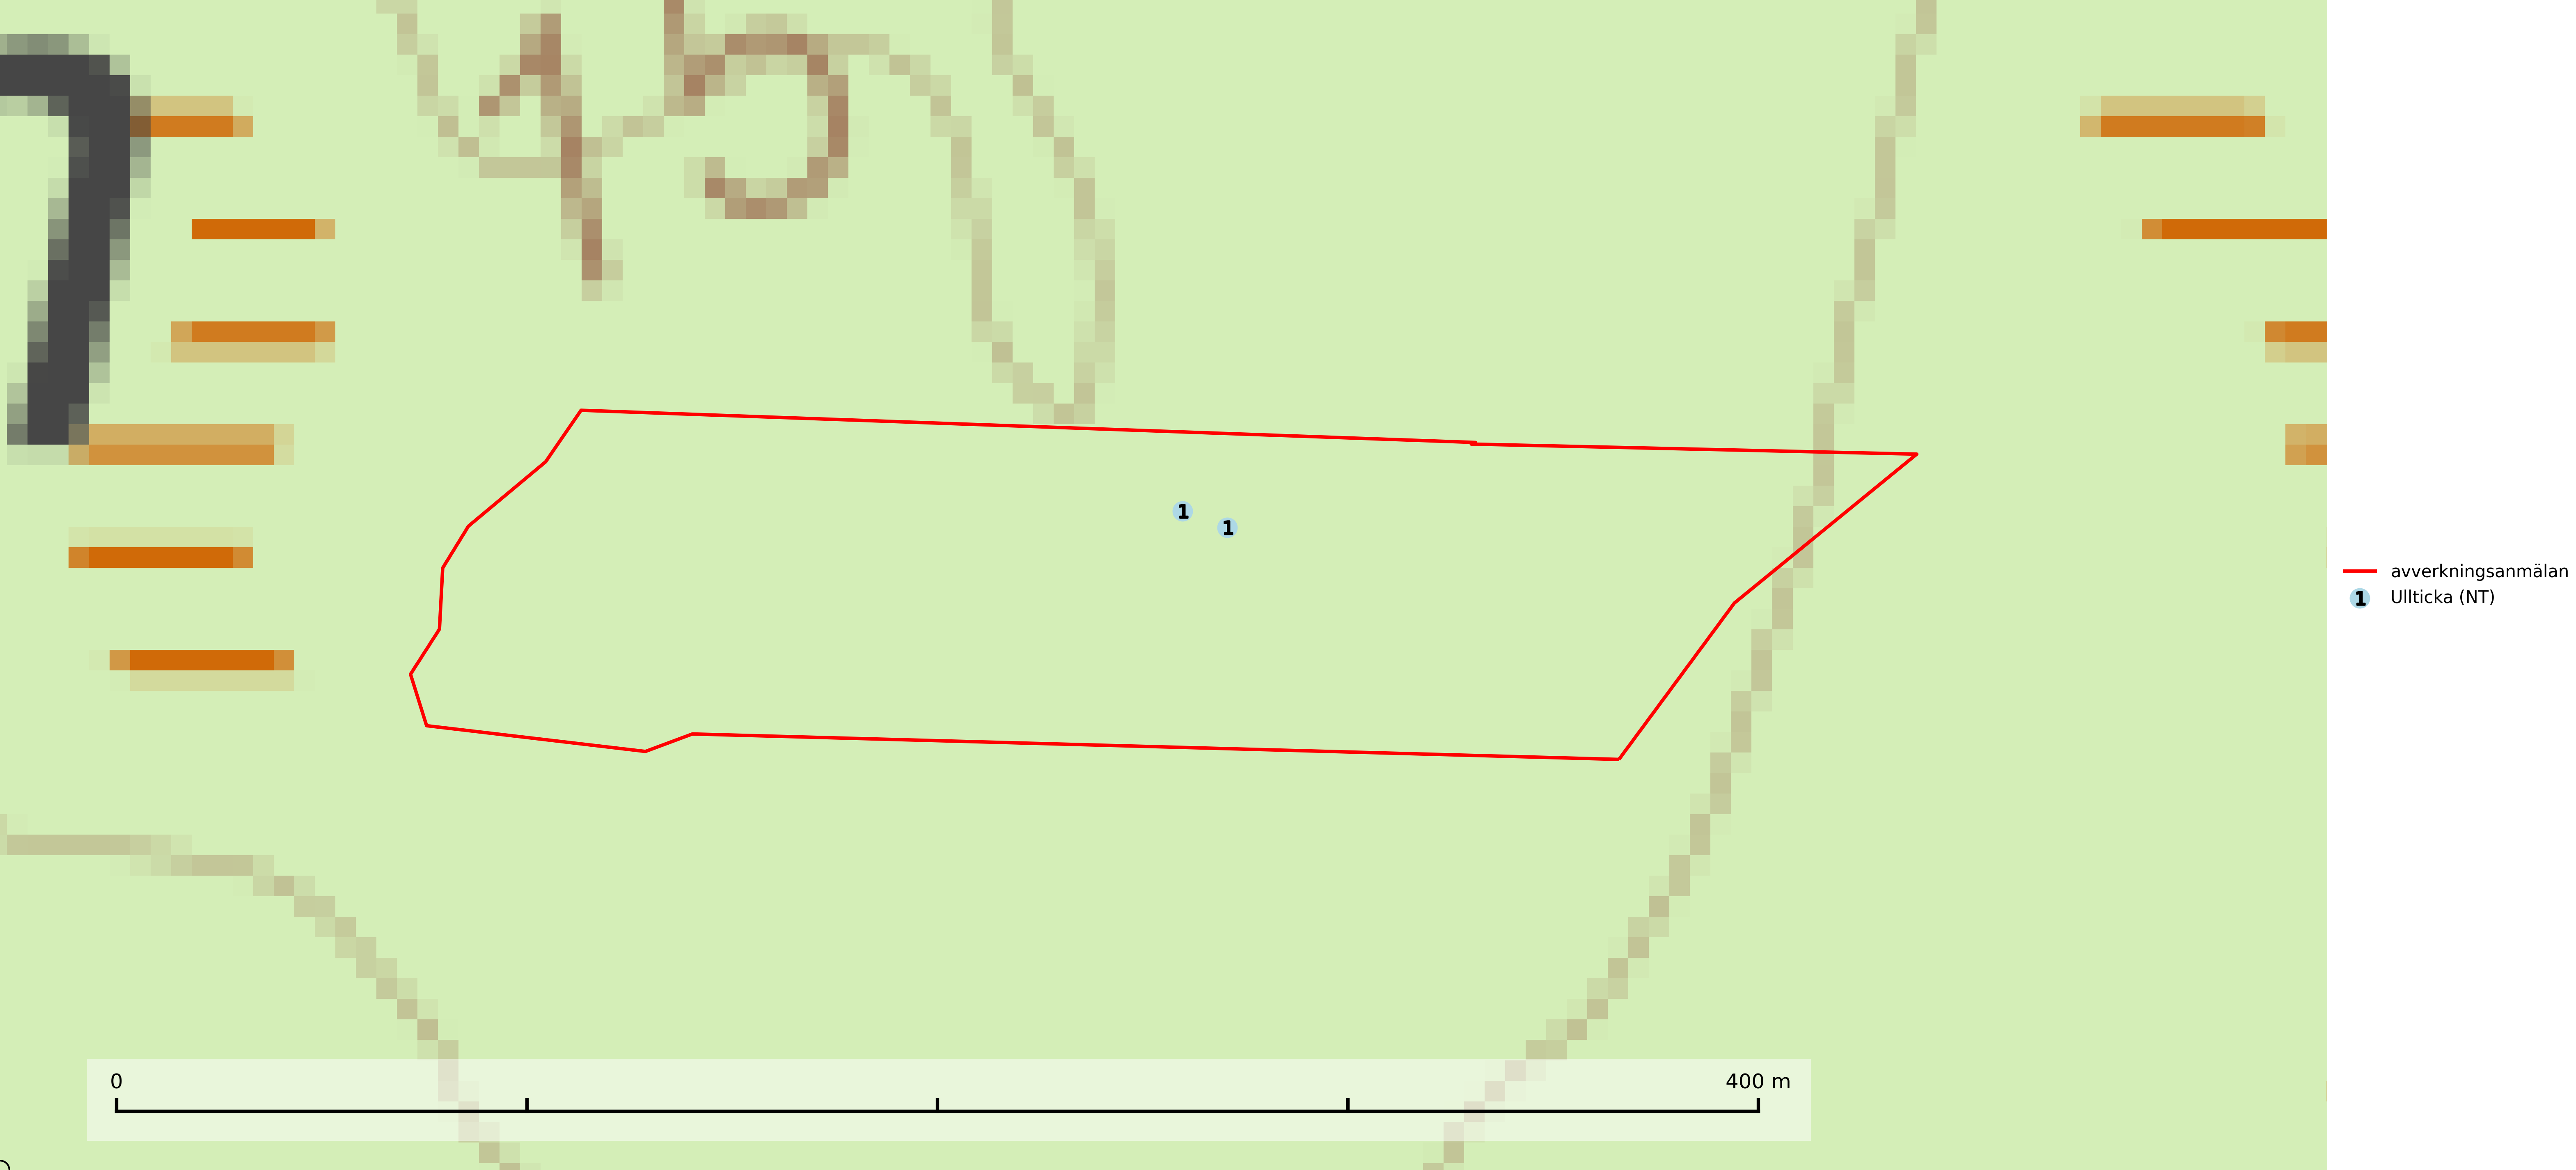 1
1
avverkningsanmälan
1 Ullticka (NT)
0 400 m